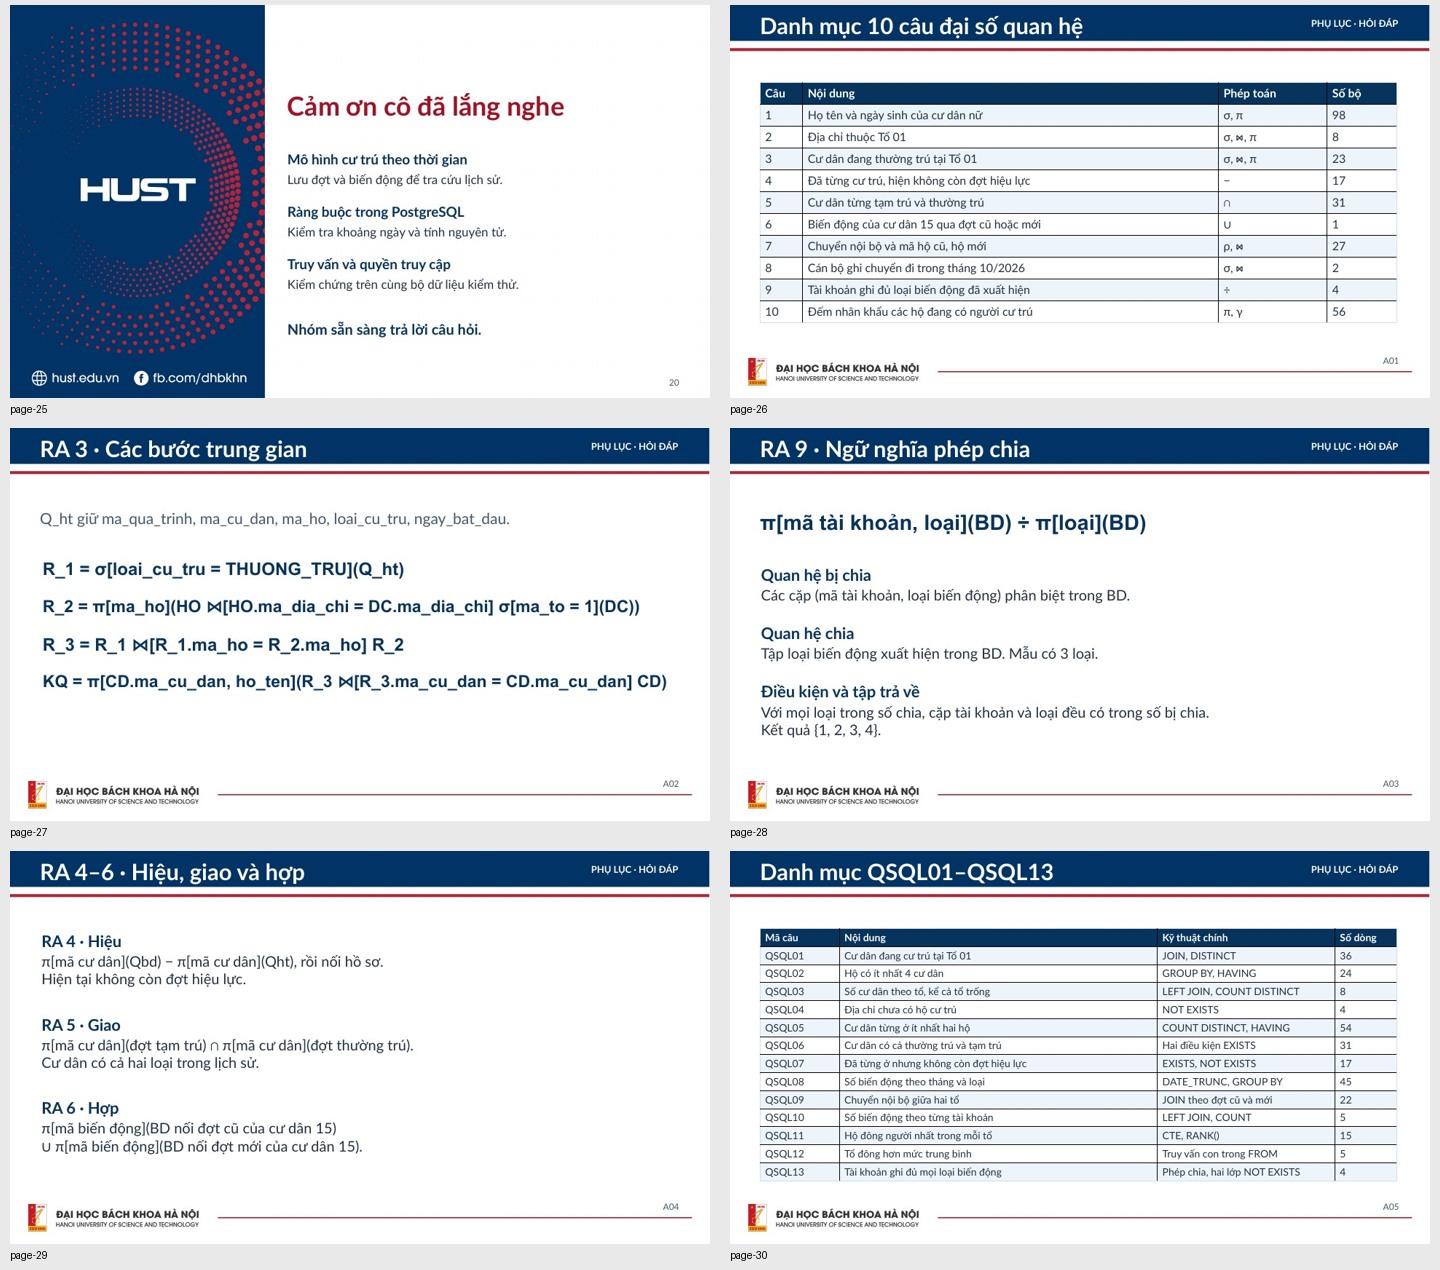 HUST
hust.edu.vn fb.com/dhbkhn
Cảm ơn cô đã lắng nghe
Mô hình cư trú theo thời gian
Lưu đợt và biến động để tra cứu lịch sử.
Ràng buộc trong PostgreSQL
Kiểm tra khoảng ngày và tính nguyên tử.
Truy vấn và quyền truy cập
Kiểm chứng trên cùng bộ dữ liệu kiểm thử.
Nhóm sẵn sàng trả lời câu hỏi.
20
page-25
Danh mục 10 câu đại số quan hệ
PHỤ LỤC · HỎI ĐÁP
Câu Nội dung Phép toán Số bộ
1 Họ tên và ngày sinh của cư dân nữ σ, π 98
2 Địa chỉ thuộc Tổ 01 σ, ⋈, π 8
3 Cư dân đang thường trú tại Tổ 01 σ, ⋈, π 23
4 Đã từng cư trú, hiện không còn đợt hiệu lực − 17
5 Cư dân từng tạm trú và thường trú ∩ 31
6 Biến động của cư dân 15 qua đợt cũ hoặc mới ∪ 1
7 Chuyển nội bộ và mã hộ cũ, hộ mới ρ, ⋈ 27
8 Cán bộ ghi chuyển đi trong tháng 10/2026 σ, ⋈ 2
9 Tài khoản ghi đủ loại biến động đã xuất hiện ÷ 4
10 Đếm nhân khẩu các hộ đang có người cư trú π, γ 56
ĐẠI HỌC BÁCH KHOA HÀ NỘI
HANOI UNIVERSITY OF SCIENCE AND TECHNOLOGY
A01
page-26
RA 3 · Các bước trung gian
PHỤ LỤC · HỎI ĐÁP
Q_ht giữ ma_qua_trinh, ma_cu_dan, ma_ho, loai_cu_tru, ngay_bat_dau.
R_1 = σ[loai_cu_tru = THUONG_TRU](Q_ht)
R_2 = π[ma_ho](HO ⋈[HO.ma_dia_chi = DC.ma_dia_chi] σ[ma_to = 1](DC))
R_3 = R_1 ⋈[R_1.ma_ho = R_2.ma_ho] R_2
KQ = π[CD.ma_cu_dan, ho_ten](R_3 ⋈[R_3.ma_cu_dan = CD.ma_cu_dan] CD)
ĐẠI HỌC BÁCH KHOA HÀ NỘI
HANOI UNIVERSITY OF SCIENCE AND TECHNOLOGY
A02
page-27
RA 9 · Ngữ nghĩa phép chia
PHỤ LỤC · HỎI ĐÁP
π[mã tài khoản, loại](BD) ÷ π[loại](BD)
Quan hệ bị chia
Các cặp (mã tài khoản, loại biến động) phân biệt trong BD.
Quan hệ chia
Tập loại biến động xuất hiện trong BD. Mẫu có 3 loại.
Điều kiện và tập trả về
Với mọi loại trong số chia, cặp tài khoản và loại đều có trong số bị chia.
Kết quả {1, 2, 3, 4}.
ĐẠI HỌC BÁCH KHOA HÀ NỘI
HANOI UNIVERSITY OF SCIENCE AND TECHNOLOGY
A03
page-28
RA 4–6 · Hiệu, giao và hợp
PHỤ LỤC · HỎI ĐÁP
RA 4 · Hiệu
π[mã cư dân](Qbd) − π[mã cư dân](Qht), rồi nối hồ sơ.
Hiện tại không còn đợt hiệu lực.
RA 5 · Giao
π[mã cư dân](đợt tạm trú) ∩ π[mã cư dân](đợt thường trú).
Cư dân có cả hai loại trong lịch sử.
RA 6 · Hợp
π[mã biến động](BD nối đợt cũ của cư dân 15)
∪ π[mã biến động](BD nối đợt mới của cư dân 15).
ĐẠI HỌC BÁCH KHOA HÀ NỘI
HANOI UNIVERSITY OF SCIENCE AND TECHNOLOGY
A04
page-29
Danh mục QSQL01–QSQL13
PHỤ LỤC · HỎI ĐÁP
Mã câu Nội dung Kỹ thuật chính Số dòng
QSQL01 Cư dân đang cư trú tại Tổ 01 JOIN, DISTINCT 36
QSQL02 Hộ có ít nhất 4 cư dân GROUP BY, HAVING 24
QSQL03 Số cư dân theo tổ, kể cả tổ trống LEFT JOIN, COUNT DISTINCT 8
QSQL04 Địa chỉ chưa có hộ cư trú NOT EXISTS 4
QSQL05 Cư dân từng ở ít nhất hai hộ COUNT DISTINCT, HAVING 54
QSQL06 Cư dân có cả thường trú và tạm trú Hai điều kiện EXISTS 31
QSQL07 Đã từng ở nhưng không còn đợt hiệu lực EXISTS, NOT EXISTS 17
QSQL08 Số biến động theo tháng và loại DATE_TRUNC, GROUP BY 45
QSQL09 Chuyển nội bộ giữa hai tổ JOIN theo đợt cũ và mới 22
QSQL10 Số biến động theo từng tài khoản LEFT JOIN, COUNT 5
QSQL11 Hộ đông người nhất trong mỗi tổ CTE, RANK() 15
QSQL12 Tổ đông hơn mức trung bình Truy vấn con trong FROM 5
QSQL13 Tài khoản ghi đủ mọi loại biến động Phép chia, hai lớp NOT EXISTS 4
ĐẠI HỌC BÁCH KHOA HÀ NỘI
HANOI UNIVERSITY OF SCIENCE AND TECHNOLOGY
A05
page-30